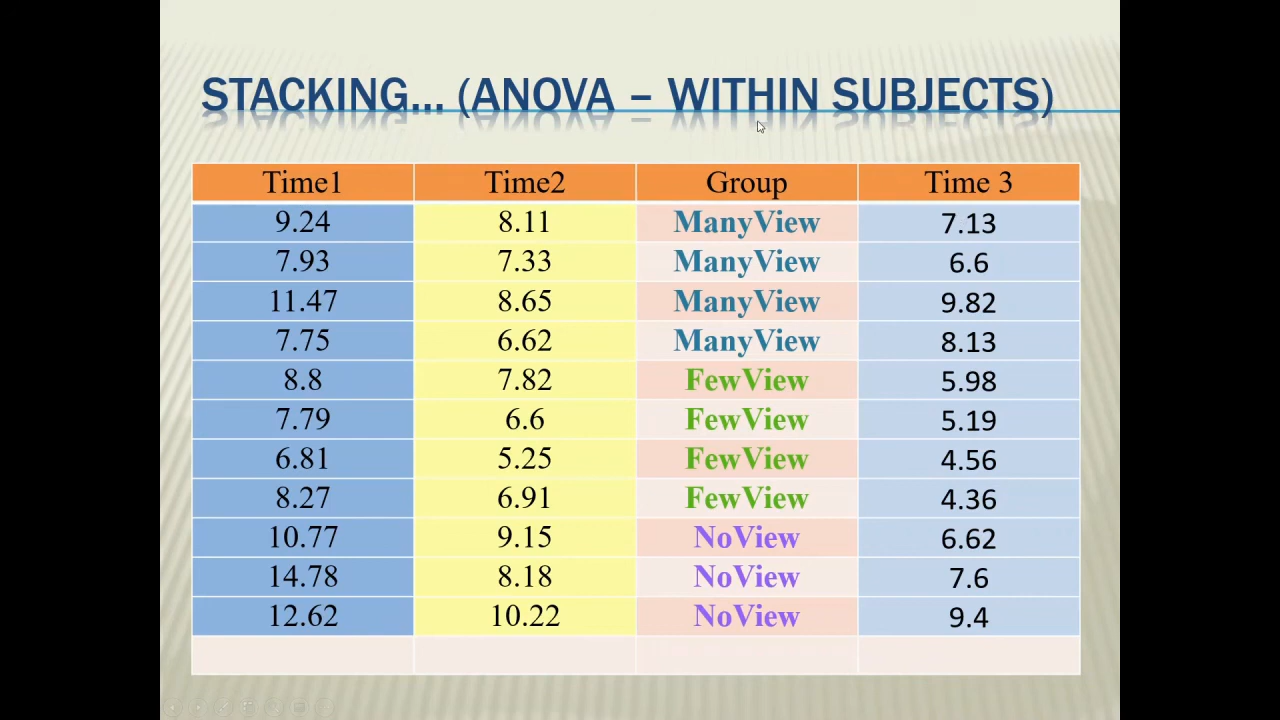 STACKING... (ANOVA – WITHIN SUBJECTS)
Time1 Time2 Group Time 3
9.24 8.11 ManyView 7.13
7.93 7.33 ManyView 6.6
11.47 8.65 ManyView 9.82
7.75 6.62 ManyView 8.13
8.8 7.82 FewView 5.98
7.79 6.6 FewView 5.19
6.81 5.25 FewView 4.56
8.27 6.91 FewView 4.36
10.77 9.15 NoView 6.62
14.78 8.18 NoView 7.6
12.62 10.22 NoView 9.4